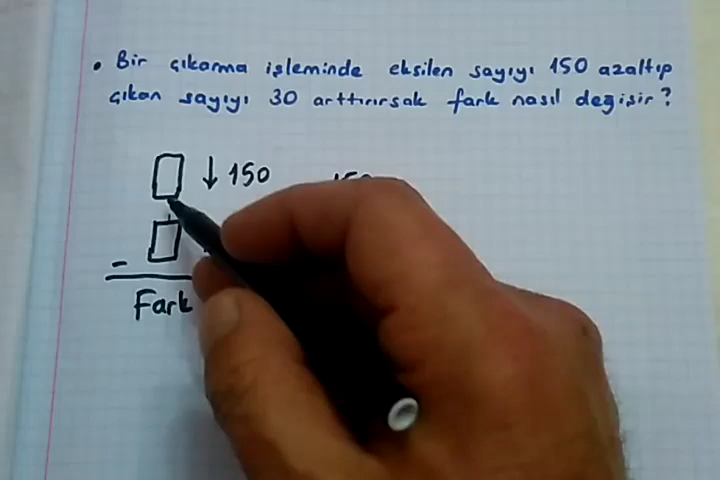 • Bir çıkarma işleminde eksilen sayıyı 150 azaltıp
çıkan sayıyı 30 arttırırsak fark nasıl değişir?
↓ 150
-
Fark